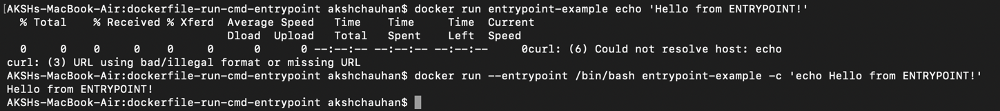 [AKSHs-MacBook-Air:dockerfile-run-cmd-entrypoint akshchauhan$ docker run entrypoint-example echo 'Hello from ENTRYPOINT!'
  % Total    % Received % Xferd  Average Speed   Time    Time     Time  Current
                                 Dload  Upload   Total   Spent    Left  Speed
  0     0    0     0    0     0      0      0 --:--:-- --:--:-- --:--:--     0curl: (6) Could not resolve host: echo
curl: (3) URL using bad/illegal format or missing URL
AKSHs-MacBook-Air:dockerfile-run-cmd-entrypoint akshchauhan$ docker run --entrypoint /bin/bash entrypoint-example -c 'echo Hello from ENTRYPOINT!'
Hello from ENTRYPOINT!
AKSHs-MacBook-Air:dockerfile-run-cmd-entrypoint akshchauhan$